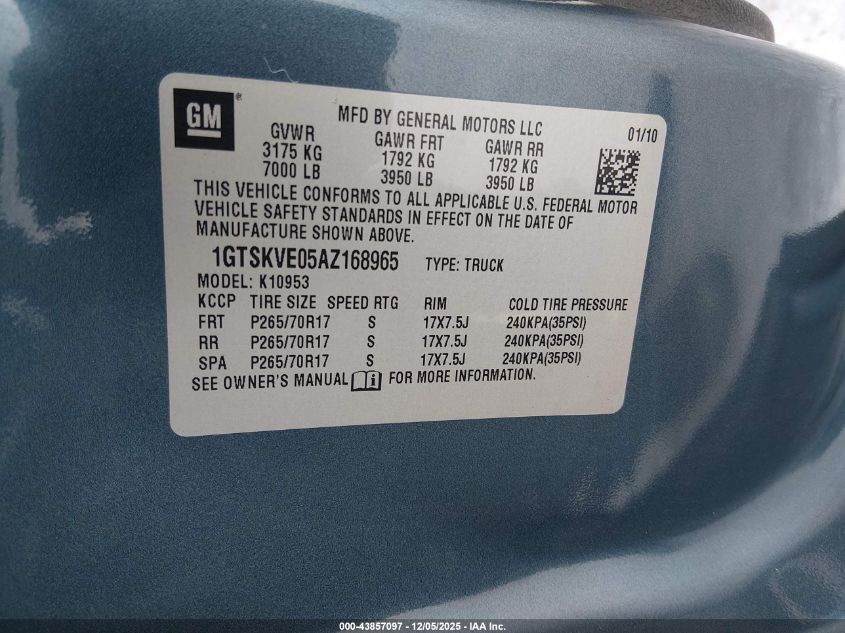 GM®
MFD BY GENERAL MOTORS LLC
01/10
GVWR GAWR FRT GAWR RR
3175 KG 1792 KG 1792 KG
7000 LB 3950 LB 3950 LB
THIS VEHICLE CONFORMS TO ALL APPLICABLE U.S. FEDERAL MOTOR
VEHICLE SAFETY STANDARDS IN EFFECT ON THE DATE OF
MANUFACTURE SHOWN ABOVE.
1GTSKVE05AZ168965 TYPE: TRUCK
MODEL: K10953
KCCP TIRE SIZE SPEED RTG RIM COLD TIRE PRESSURE
FRT P265/70R17 S 17X7.5J 240KPA(35PSI)
RR P265/70R17 S 17X7.5J 240KPA(35PSI)
SPA P265/70R17 S 17X7.5J 240KPA(35PSI)
SEE OWNER'S MANUAL FOR MORE INFORMATION.
000-43857097 - 12/05/2025 - IAA Inc.